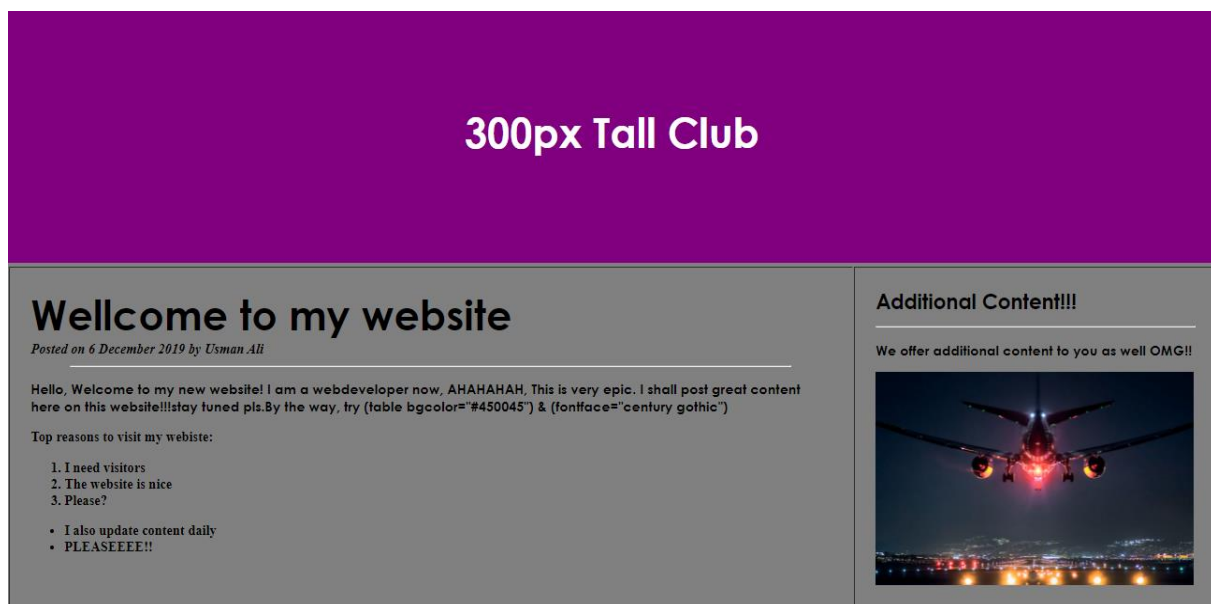 300px Tall Club
Wellcome to my website
Posted on 6 December 2019 by Usman Ali
Hello, Welcome to my new website! I am a webdeveloper now, AHAHAHAH, This is very epic. I shall post great content
here on this website!!!stay tuned pls.By the way, try (table bgcolor="#450045") & (fontface="century gothic")
Top reasons to visit my webiste:
1. I need visitors
2. The website is nice
3. Please?
• I also update content daily
• PLEASEEEE!!
Additional Content!!!
We offer additional content to you as well OMG!!